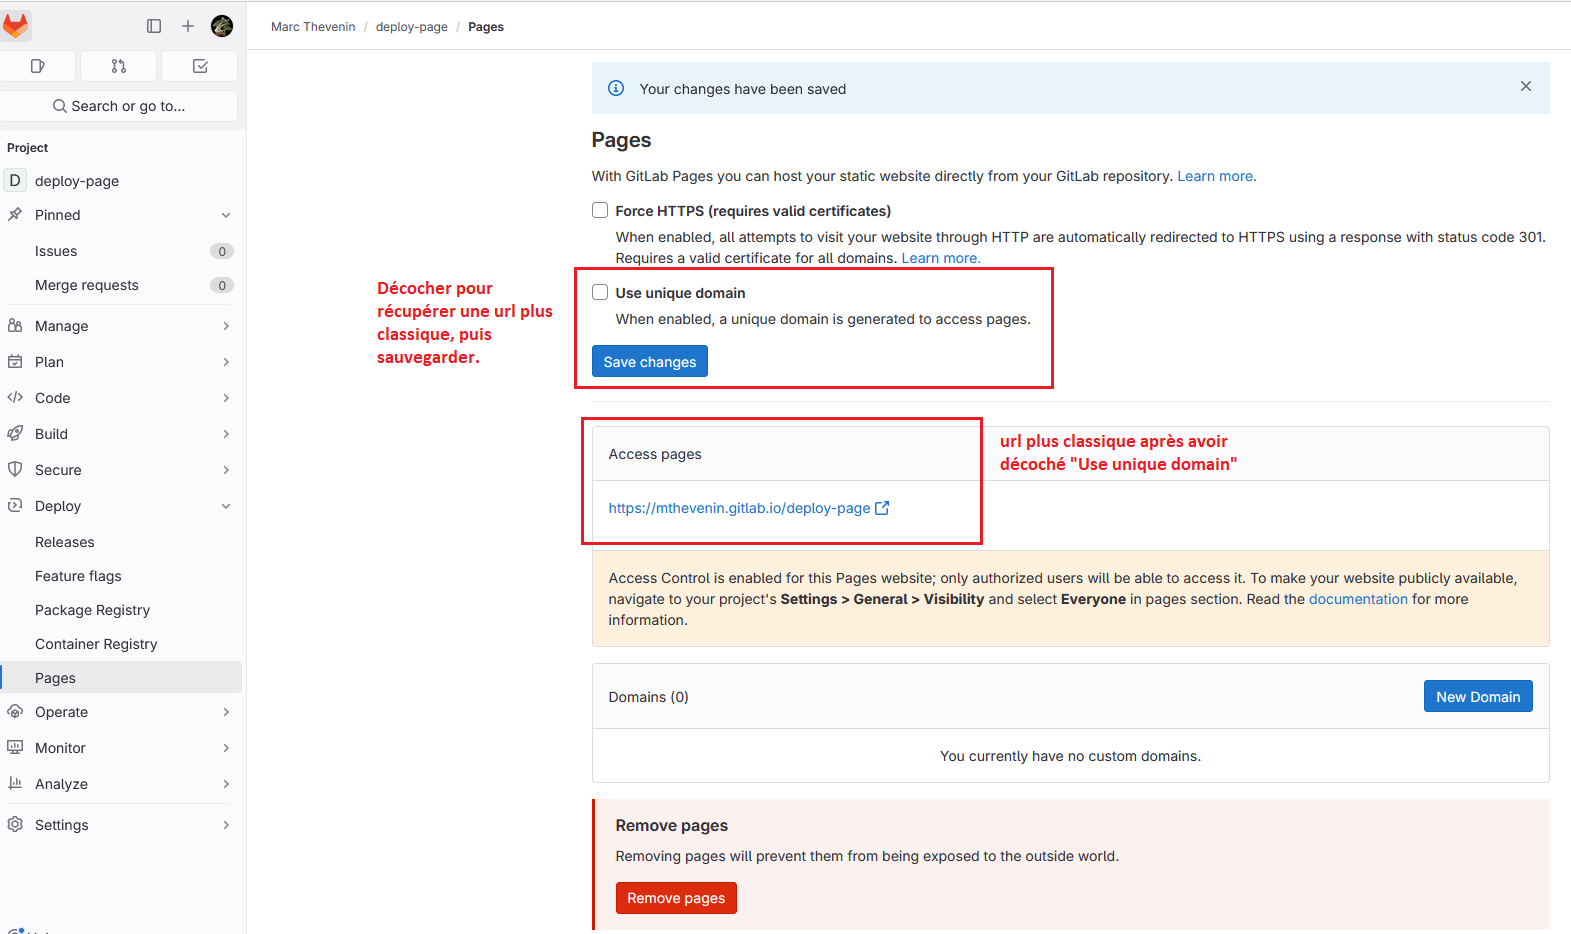 Marc Thevenin / deploy-page / Pages
Search or go to...
Project
D deploy-page
Pinned
Issues 0
Merge requests 0
Manage
Plan
Code
Build
Secure
Deploy
Releases
Feature flags
Package Registry
Container Registry
Pages
Operate
Monitor
Analyze
Settings
Your changes have been saved
Pages
With GitLab Pages you can host your static website directly from your GitLab repository. Learn more.
Force HTTPS (requires valid certificates)
When enabled, all attempts to visit your website through HTTP are automatically redirected to HTTPS using a response with status code 301.
Requires a valid certificate for all domains. Learn more.
Décocher pour
récupérer une url plus
classique, puis
sauvegarder.
Use unique domain
When enabled, a unique domain is generated to access pages.
Save changes
Access pages
url plus classique après avoir
décoché "Use unique domain"
https://mthevenin.gitlab.io/deploy-page
Access Control is enabled for this Pages website; only authorized users will be able to access it. To make your website publicly available,
navigate to your project's Settings > General > Visibility and select Everyone in pages section. Read the documentation for more
information.
Domains (0)
New Domain
You currently have no custom domains.
Remove pages
Removing pages will prevent them from being exposed to the outside world.
Remove pages